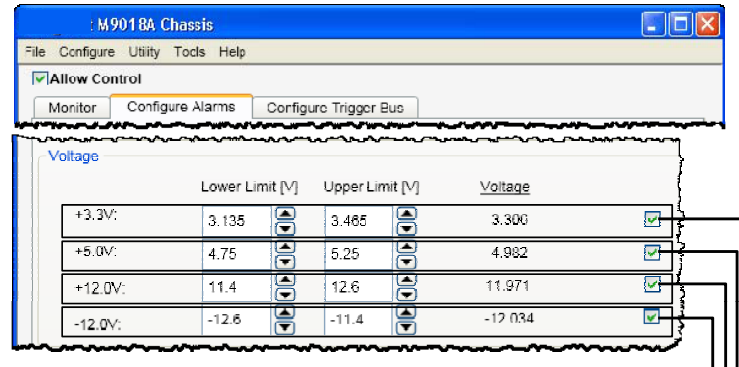 : M9018A Chassis
File Configure Utility Tools Help
Allow Control
Monitor Configure Alarms Configure Trigger Bus
Voltage
Lower Limit [V] Upper Limit [V] Voltage
+3.3V: 3.135 3.465 3.300
+5.0V: 4.75 5.25 4.982
+12.0V: 11.4 12.6 11.971
-12.0V: -12.6 -11.4 -12.034